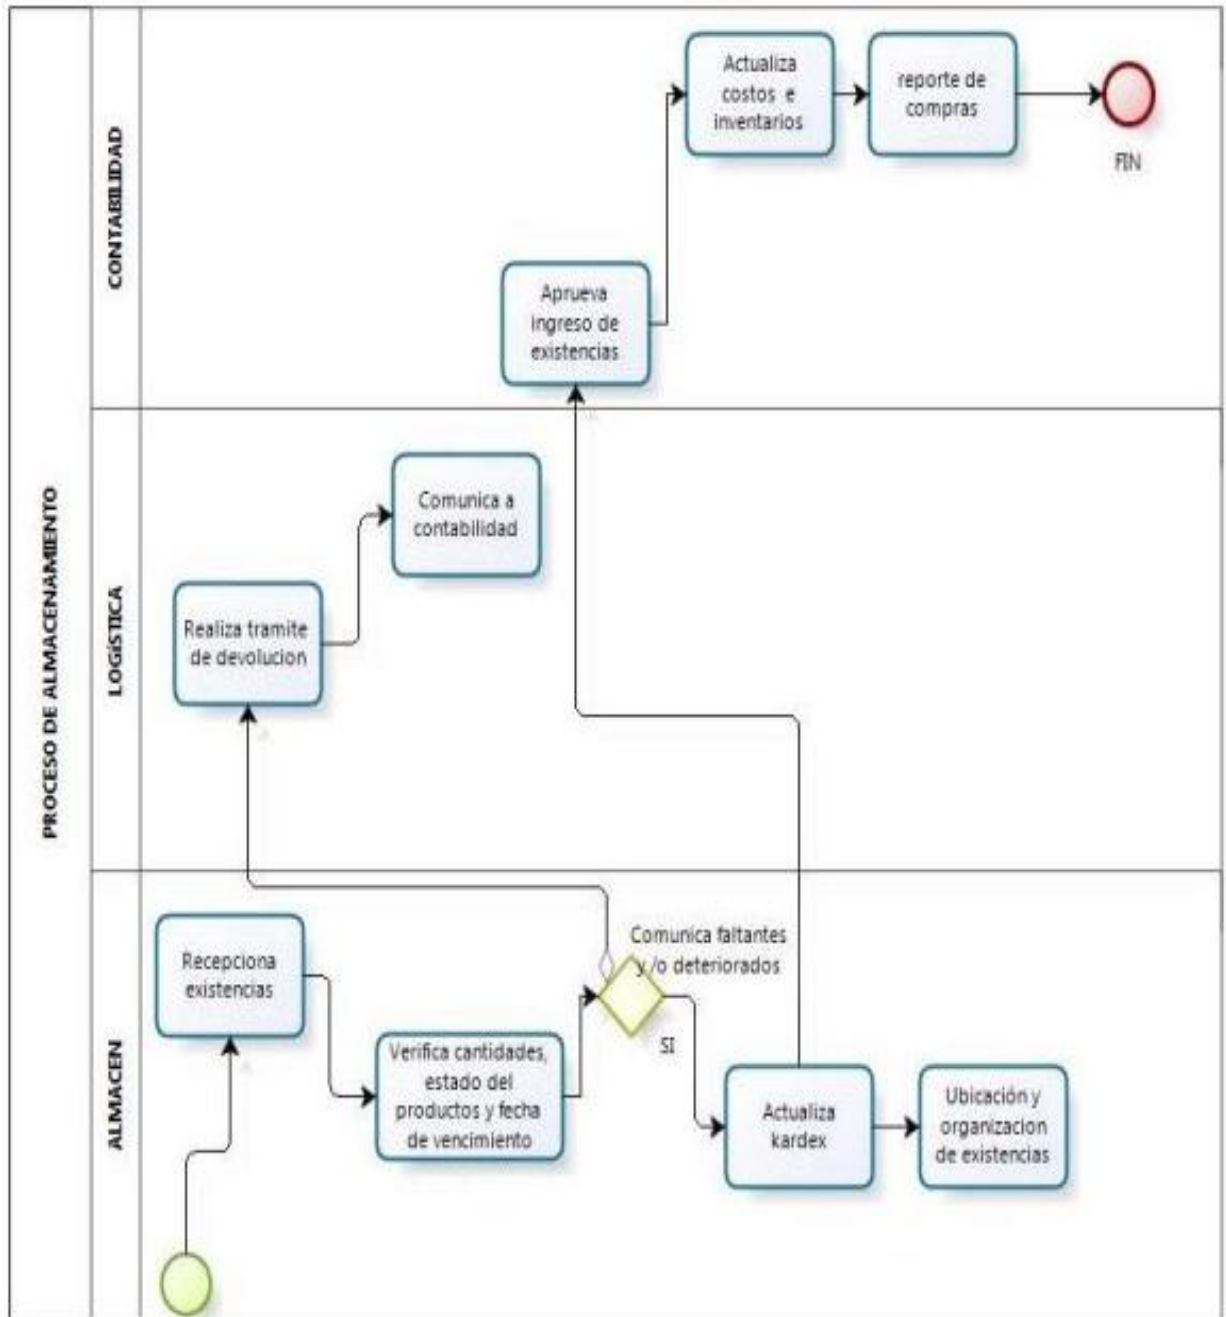 PROCESO DE ALMACENAMIENTO
CONTABILIDAD
Actualiza
costos e
inventarios
reporte de
compras
FIN
Aprueva
ingreso de
existencias
LOGíSTICA
Comunica a
contabilidad
Realiza tramite
de devolucion
ALMACEN
Recepciona
existencias
Verifica cantidades,
estado del
productos y fecha
de vencimiento
Comunica faltantes
y /o deteriorados
SI
Actualiza
kardex
Ubicación y
organizacion
de existencias